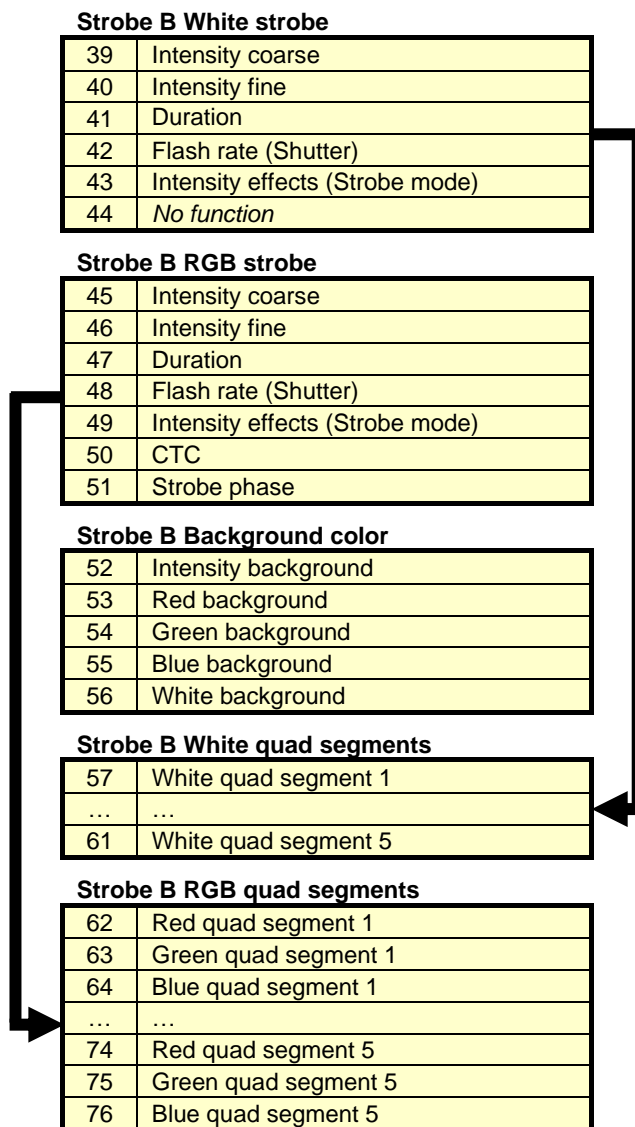 Strobe B White strobe
39 Intensity coarse
40 Intensity fine
41 Duration
42 Flash rate (Shutter)
43 Intensity effects (Strobe mode)
44 No function
Strobe B RGB strobe
45 Intensity coarse
46 Intensity fine
47 Duration
48 Flash rate (Shutter)
49 Intensity effects (Strobe mode)
50 CTC
51 Strobe phase
Strobe B Background color
52 Intensity background
53 Red background
54 Green background
55 Blue background
56 White background
Strobe B White quad segments
57 White quad segment 1
… …
61 White quad segment 5
Strobe B RGB quad segments
62 Red quad segment 1
63 Green quad segment 1
64 Blue quad segment 1
… …
74 Red quad segment 5
75 Green quad segment 5
76 Blue quad segment 5